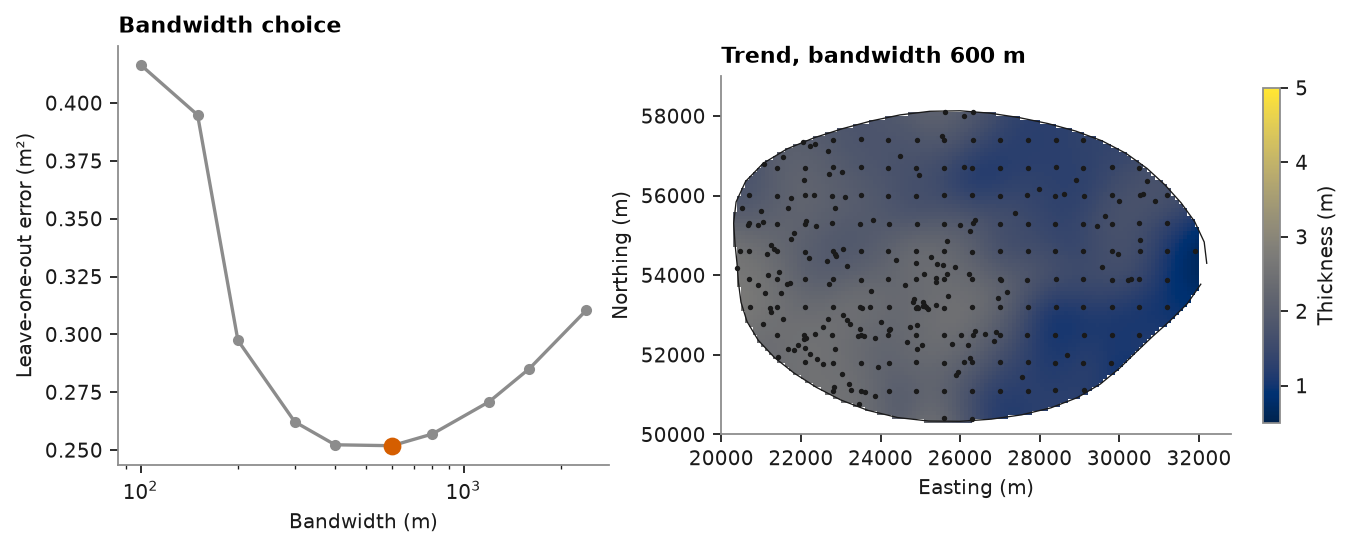 Bandwidth choice
Leave-one-out error (m²)
0.400
0.375
0.350
0.325
0.300
0.275
0.250
10²
10³
Bandwidth (m)
Trend, bandwidth 600 m
Northing (m)
58000
56000
54000
52000
50000
20000 22000 24000 26000 28000 30000 32000
Easting (m)
5
4
3
2
1
Thickness (m)